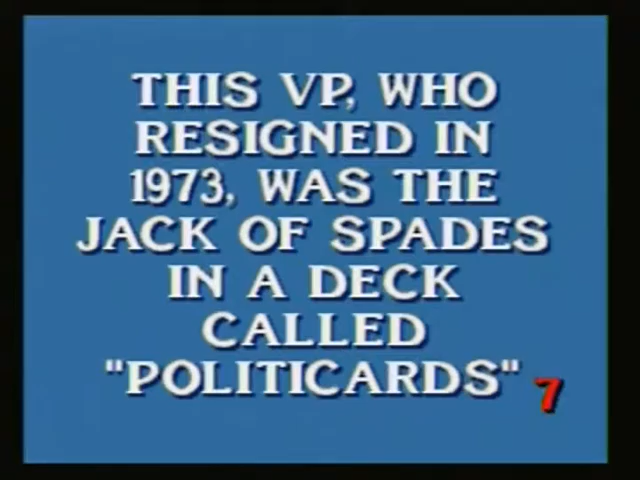 THIS VP, WHO
RESIGNED IN
1973, WAS THE
JACK OF SPADES
IN A DECK
CALLED
"POLITICARDS"
7